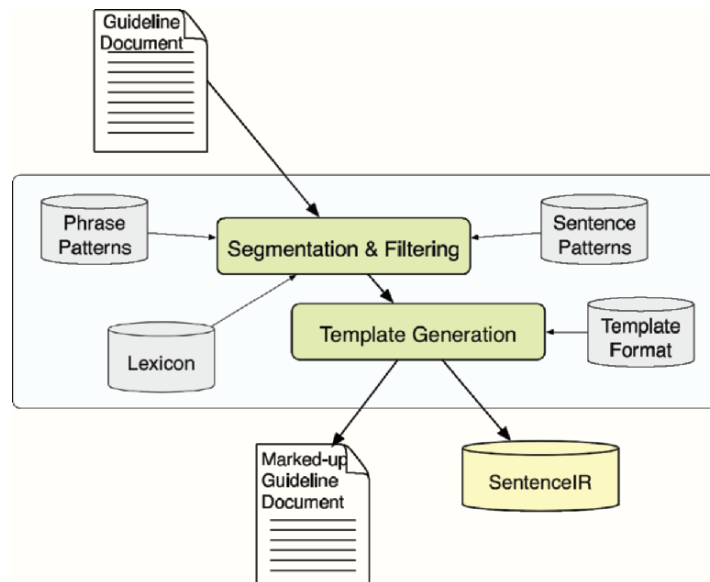 Guideline
Document
Phrase
Patterns
Segmentation & Filtering
Sentence
Patterns
Lexicon
Template Generation
Template
Format
Marked-up
Guideline
Document
SentenceIR